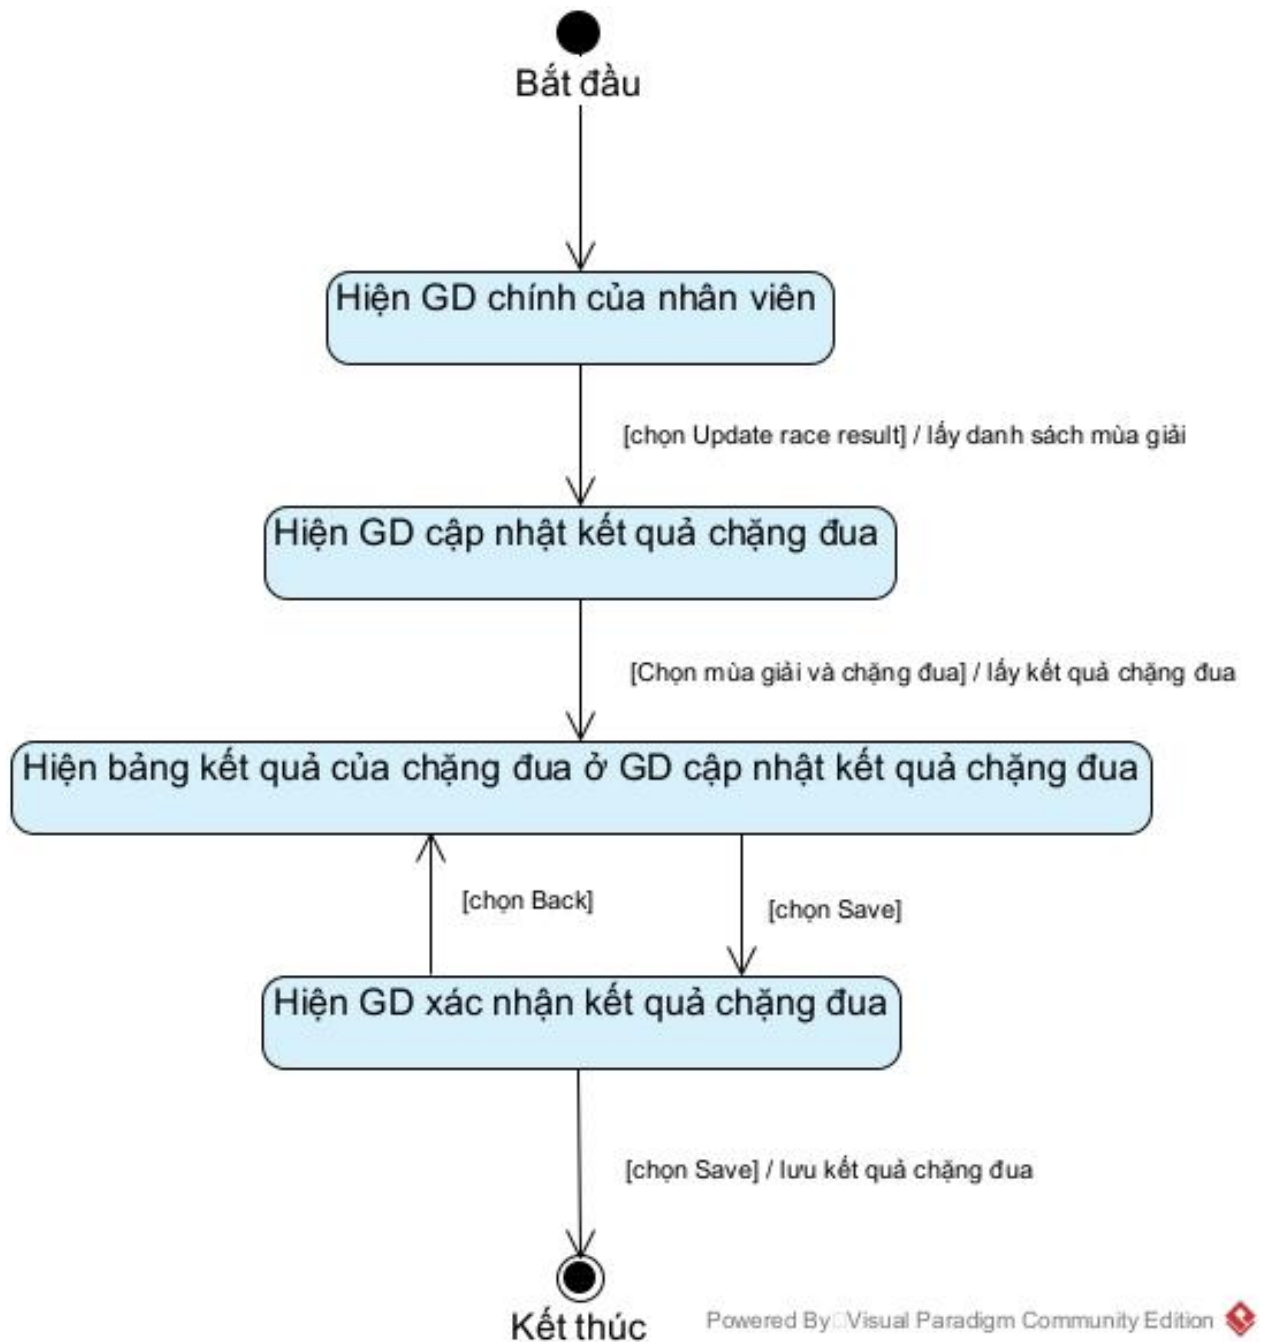 Bắt đầu
Hiện GD chính của nhân viên
[chọn Update race result] / lấy danh sách mùa giải
Hiện GD cập nhật kết quả chặng đua
[Chọn mùa giải và chặng đua] / lấy kết quả chặng đua
Hiện bảng kết quả của chặng đua ở GD cập nhật kết quả chặng đua
[chọn Back]
[chọn Save]
Hiện GD xác nhận kết quả chặng đua
[chọn Save] / lưu kết quả chặng đua
Kết thúc
Powered By Visual Paradigm Community Edition